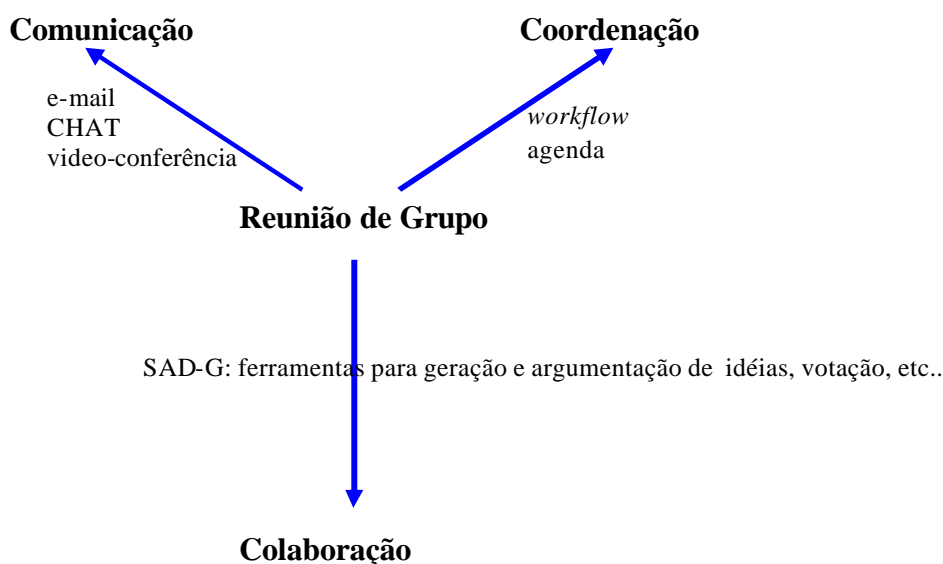 Comunicação
Coordenação
e-mail
CHAT
video-conferência
workflow
agenda
Reunião de Grupo
SAD-G: ferramentas para geração e argumentação de idéias, votação, etc..
Colaboração